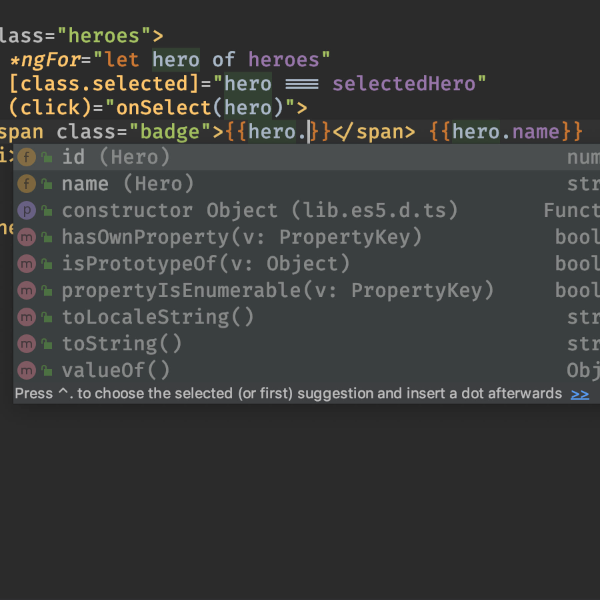 lass="heroes">
*ngFor="let hero of heroes"
[class.selected]="hero === selectedHero"
(click)="onSelect(hero)">
span class="badge">{{hero.}}</span> {{hero.name}}
i>
f id (Hero) num
f name (Hero) str
p constructor Object (lib.es5.d.ts) Funct
m hasOwnProperty(v: PropertyKey) bool
m isPrototypeOf(v: Object) bool
m propertyIsEnumerable(v: PropertyKey) bool
m toLocaleString() str
m toString() str
m valueOf() Obj
Press ^. to choose the selected (or first) suggestion and insert a dot afterwards >>